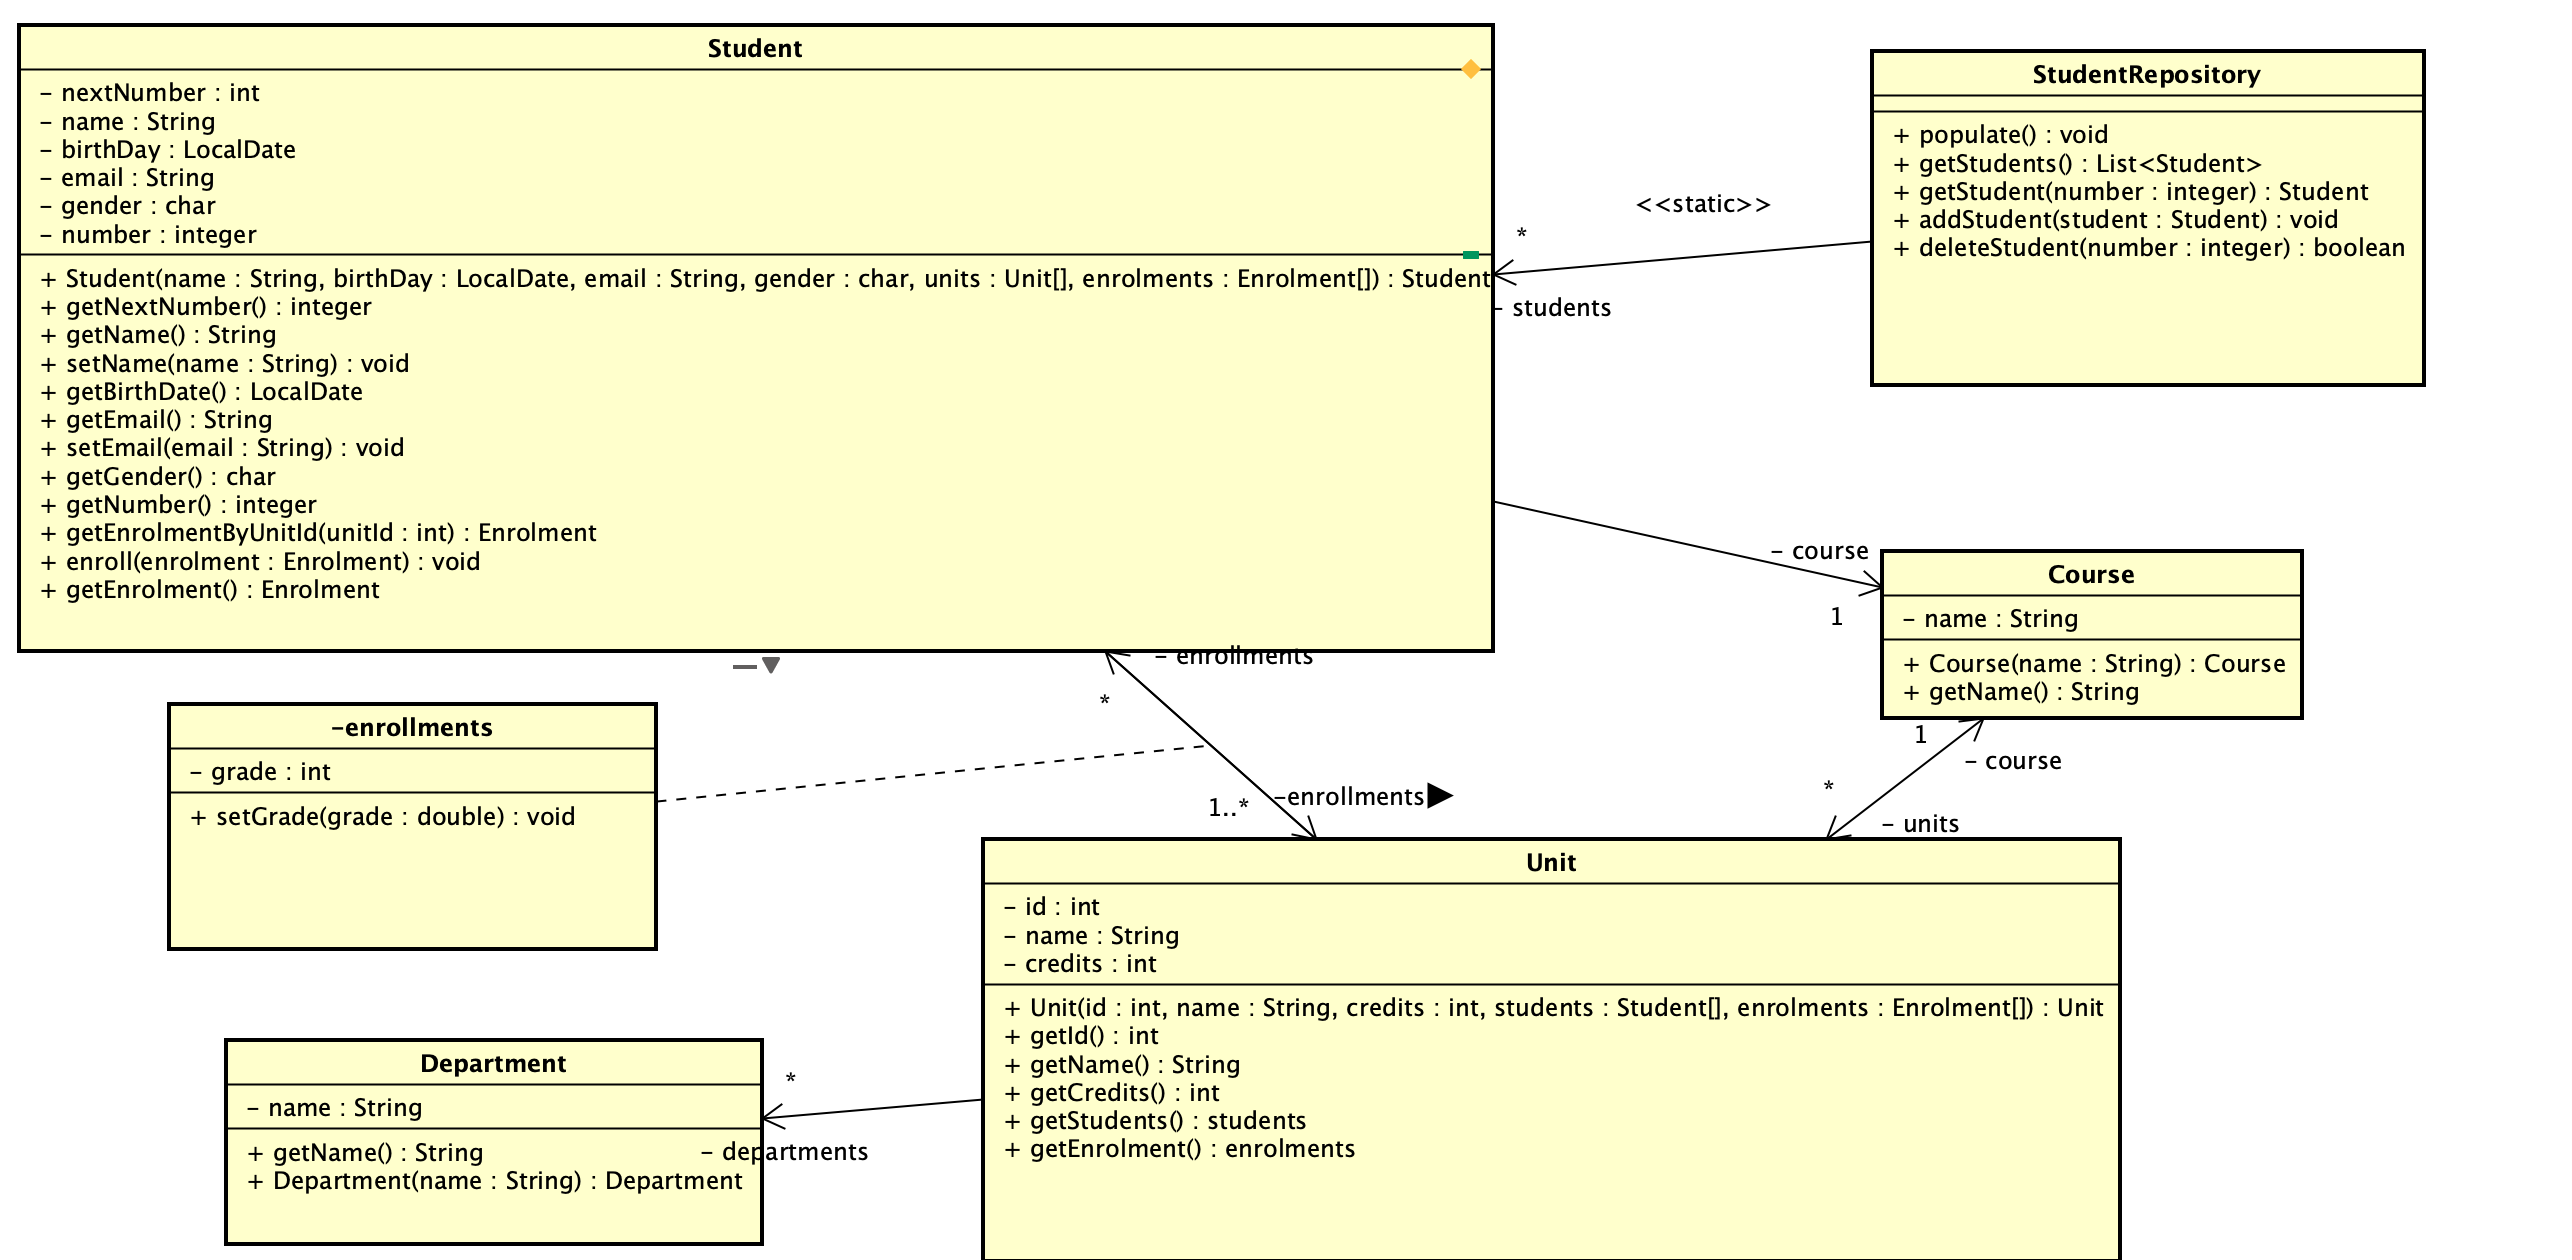 Student
- nextNumber : int
- name : String
- birthDay : LocalDate
- email : String
- gender : char
- number : integer
+ Student(name : String, birthDay : LocalDate, email : String, gender : char, units : Unit[], enrolments : Enrolment[]) : Student
+ getNextNumber() : integer
+ getName() : String
+ setName(name : String) : void
+ getBirthDate() : LocalDate
+ getEmail() : String
+ setEmail(email : String) : void
+ getGender() : char
+ getNumber() : integer
+ getEnrolmentByUnitId(unitId : int) : Enrolment
+ enroll(enrolment : Enrolment) : void
+ getEnrolment() : Enrolment
StudentRepository
+ populate() : void
+ getStudents() : List<Student>
+ getStudent(number : integer) : Student
+ addStudent(student : Student) : void
+ deleteStudent(number : integer) : boolean
<<static>>
*
- students
- course
1
Course
- name : String
+ Course(name : String) : Course
+ getName() : String
1
- course
*
- units
- enrollments
*
1..*
-enrollments
-enrollments
- grade : int
+ setGrade(grade : double) : void
Unit
- id : int
- name : String
- credits : int
+ Unit(id : int, name : String, credits : int, students : Student[], enrolments : Enrolment[]) : Unit
+ getId() : int
+ getName() : String
+ getCredits() : int
+ getStudents() : students
+ getEnrolment() : enrolments
*
- departments
Department
- name : String
+ getName() : String
+ Department(name : String) : Department